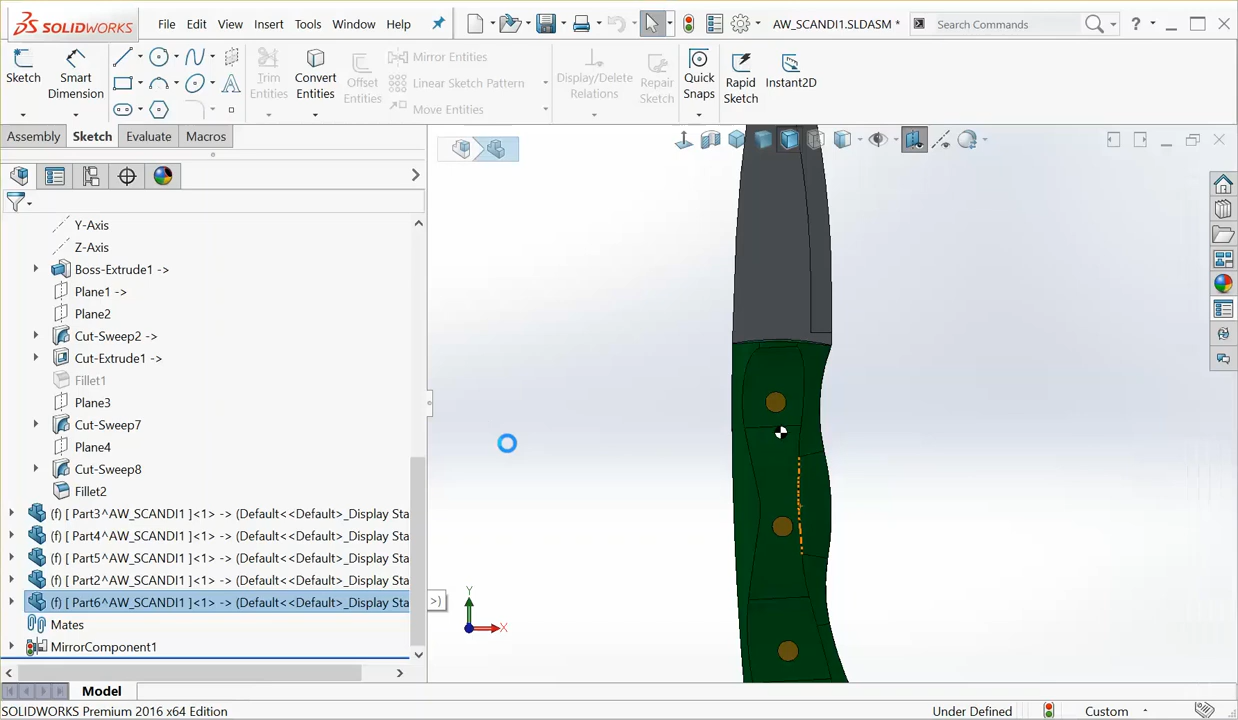 SOLIDWORKS File Edit View Insert Tools Window Help AW_SCANDI1.SLDASM * Search Commands ?
Sketch Smart Dimension Trim Entities Convert Entities Offset Entities Mirror Entities Linear Sketch Pattern Move Entities Display/Delete Relations Repair Sketch Quick Snaps Rapid Sketch Instant2D
Assembly Sketch Evaluate Macros
Y-Axis
Z-Axis
Boss-Extrude1 ->
Plane1 ->
Plane2
Cut-Sweep2 ->
Cut-Extrude1 ->
Fillet1
Plane3
Cut-Sweep7
Plane4
Cut-Sweep8
Fillet2
(f) [ Part3^AW_SCANDI1 ]<1> -> (Default<<Default>_Display Sta
(f) [ Part4^AW_SCANDI1 ]<1> -> (Default<<Default>_Display Sta
(f) [ Part5^AW_SCANDI1 ]<1> -> (Default<<Default>_Display Sta
(f) [ Part2^AW_SCANDI1 ]<1> -> (Default<<Default>_Display Sta
(f) [ Part6^AW_SCANDI1 ]<1> -> (Default<<Default>_Display Sta >)
Mates
MirrorComponent1
Y
X
Model
SOLIDWORKS Premium 2016 x64 Edition Under Defined Custom